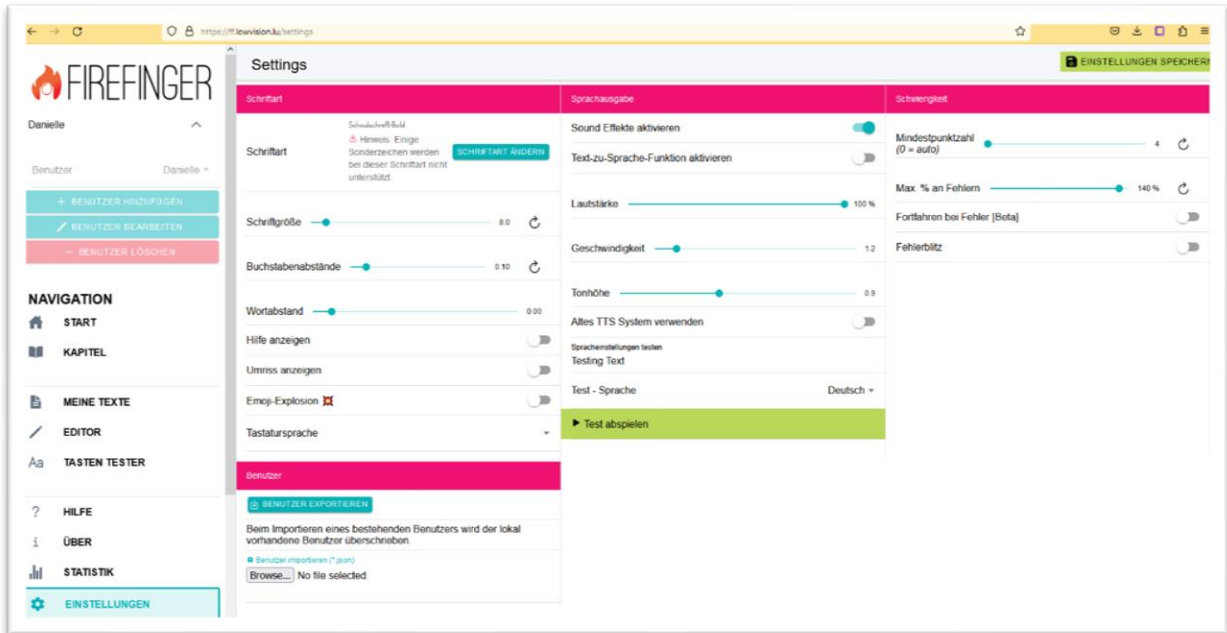 https://ff.lowvision.lu/settings
FIREFINGER
Danielle
Benutzer Danielle
+ BENUTZER HINZUFÜGEN
BENUTZER BEARBEITEN
− BENUTZER LÖSCHEN
NAVIGATION
START
KAPITEL
MEINE TEXTE
EDITOR
Aa TASTEN TESTER
? HILFE
i ÜBER
STATISTIK
EINSTELLUNGEN
Settings
EINSTELLUNGEN SPEICHERN
Schriftart
Schriftart
Hinweis: Einige
Sonderzeichen werden
bei dieser Schriftart nicht
unterstützt.
SCHRIFTART ÄNDERN
Schriftgröße 8.0
Buchstabenabstände 0.10
Wortabstand 0.00
Hilfe anzeigen
Umriss anzeigen
Emoji-Explosion 💥
Tastatursprache
Benutzer
BENUTZER EXPORTIEREN
Beim Importieren eines bestehenden Benutzers wird der lokal
vorhandene Benutzer überschrieben.
Benutzer importieren (*.json)
Browse... No file selected.
Sprachausgabe
Sound Effekte aktivieren
Text-zu-Sprache-Funktion aktivieren
Lautstärke 100 %
Geschwindigkeit 1.2
Tonhöhe 0.9
Altes TTS System verwenden
Spracheinstellungen testen
Testing Text
Test - Sprache Deutsch
Test abspielen
Schwierigkeit
Mindestpunktzahl 4
(0 = auto)
Max. % an Fehlern 140 %
Fortfahren bei Fehler [Beta]
Fehlerblitz